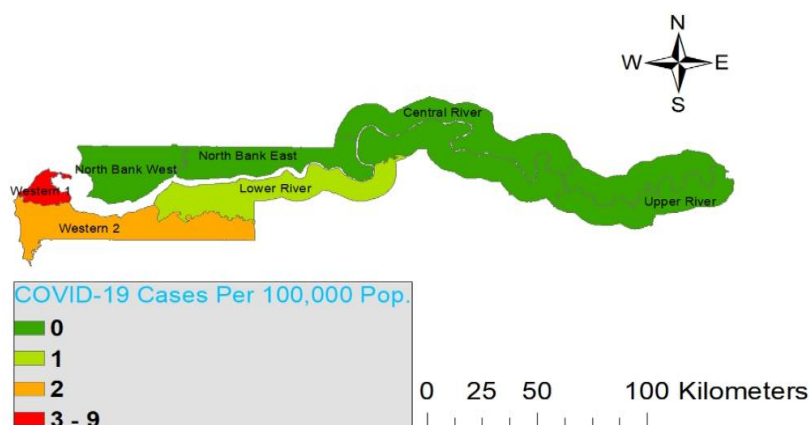 N
W E
S
Central River
North Bank East
North Bank West
Western 1
Lower River
Upper River
Western 2
COVID-19 Cases Per 100,000 Pop.
0
1
2
3 - 9
0 25 50 100 Kilometers